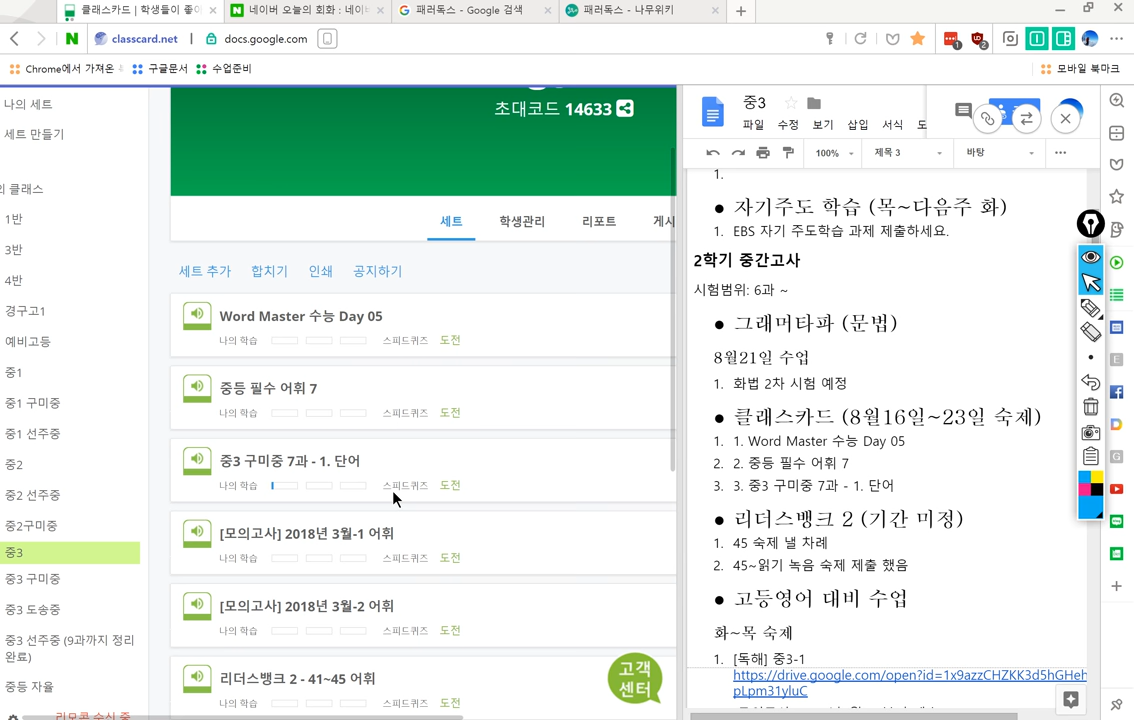 클래스카드 | 학생들이 좋아
네이버 오늘의 회화 : 네이버
패러독스 - Google 검색
패러독스 - 나무위키
classcard.net
docs.google.com
Chrome에서 가져온
구글문서
수업준비
모바일 북마크
나의 세트
세트 만들기
의 클래스
1반
3반
4반
경구고1
예비고등
중1
중1 구미중
중1 선주중
중2
중2 선주중
중2구미중
중3
중3 구미중
중3 도송중
중3 선주중 (9과까지 정리
완료)
중등 자율
리모콘 수신 중
초대코드 14633
세트
학생관리
리포트
게시
세트 추가
합치기
인쇄
공지하기
Word Master 수능 Day 05
나의 학습
스피드퀴즈
도전
중등 필수 어휘 7
나의 학습
스피드퀴즈
도전
중3 구미중 7과 - 1. 단어
나의 학습
스피드퀴즈
도전
[모의고사] 2018년 3월-1 어휘
나의 학습
스피드퀴즈
도전
[모의고사] 2018년 3월-2 어휘
나의 학습
스피드퀴즈
도전
리더스뱅크 2 - 41~45 어휘
나의 학습
스피드퀴즈
도전
고객
센터
중3
파일
수정
보기
삽입
서식
도
100%
제목 3
바탕
1.
● 자기주도 학습 (목~다음주 화)
1. EBS 자기 주도학습 과제 제출하세요.
2학기 중간고사
시험범위: 6과 ~
● 그래머타파 (문법)
8월21일 수업
1. 화법 2차 시험 예정
● 클래스카드 (8월16일~23일 숙제)
1. 1. Word Master 수능 Day 05
2. 2. 중등 필수 어휘 7
3. 3. 중3 구미중 7과 - 1. 단어
● 리더스뱅크 2 (기간 미정)
1. 45 숙제 낼 차례
2. 45~읽기 녹음 숙제 제출 했음
● 고등영어 대비 수업
화~목 숙제
1. [독해] 중3-1
https://drive.google.com/open?id=1x9azzCHZKK3d5hGHeh
pLpm31yluC